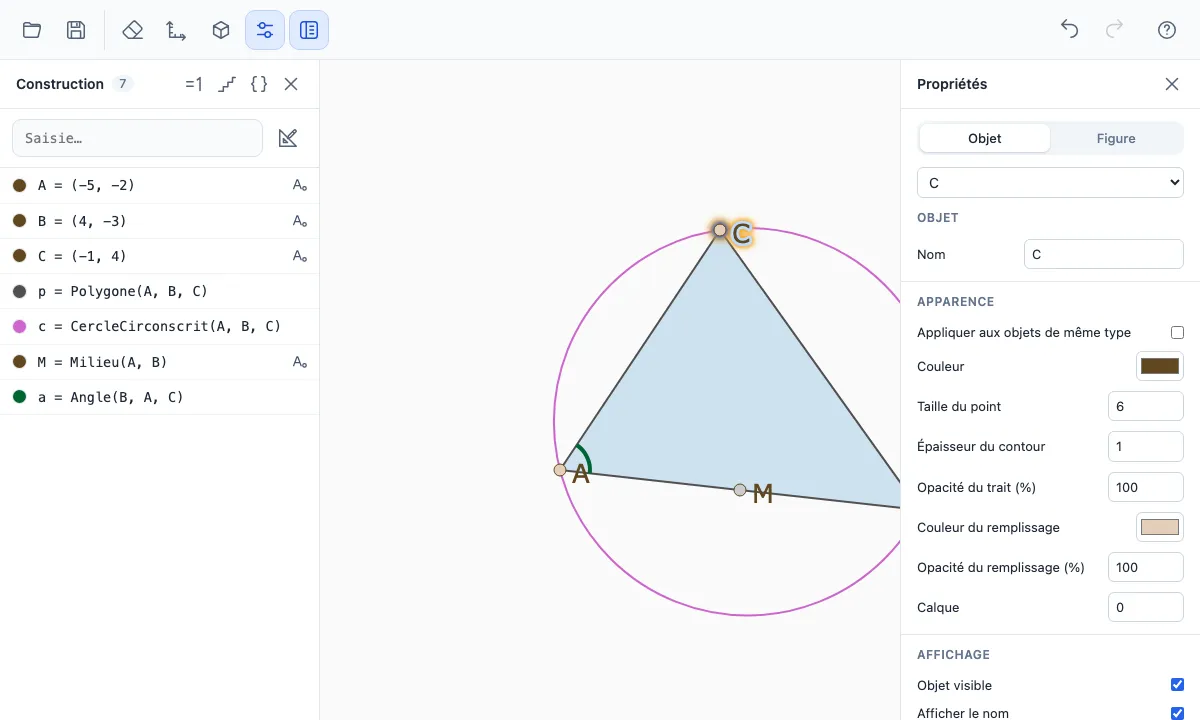 Construction 7
=1
{}
Saisie…
A = (−5, −2)
B = (4, −3)
C = (−1, 4)
p = Polygone(A, B, C)
c = CercleCirconscrit(A, B, C)
M = Milieu(A, B)
a = Angle(B, A, C)
C
A
M
Propriétés
Objet
Figure
C
OBJET
Nom
C
APPARENCE
Appliquer aux objets de même type
Couleur
Taille du point
6
Épaisseur du contour
1
Opacité du trait (%)
100
Couleur du remplissage
Opacité du remplissage (%)
100
Calque
0
AFFICHAGE
Objet visible
Afficher le nom